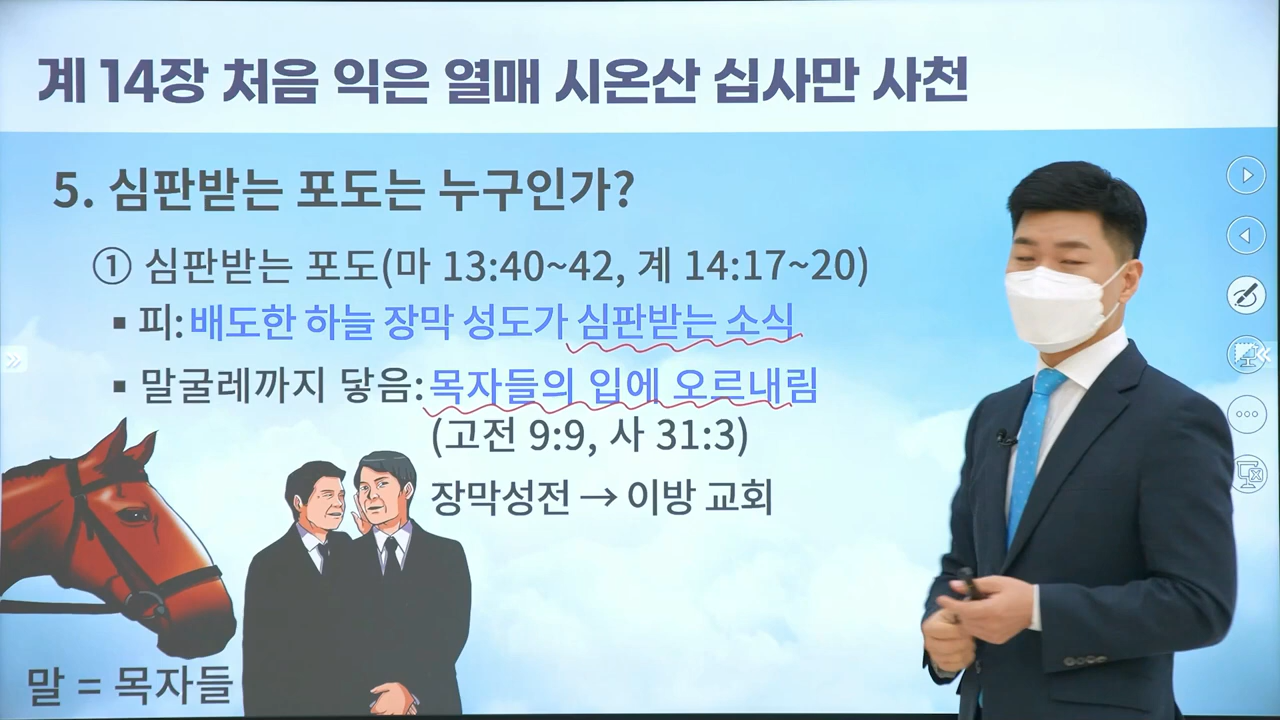 계 14장 처음 익은 열매 시온산 십사만 사천
5. 심판받는 포도는 누구인가?
① 심판받는 포도(마 13:40~42, 계 14:17~20)
▪ 피: 배도한 하늘 장막 성도가 심판받는 소식
▪ 말굴레까지 닿음: 목자들의 입에 오르내림
(고전 9:9, 사 31:3)
장막성전 → 이방 교회
말 = 목자들